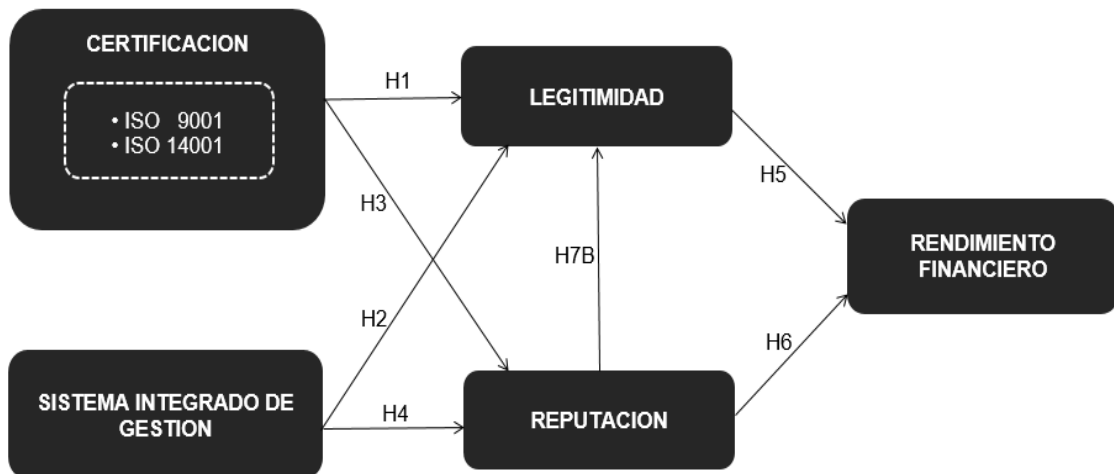 CERTIFICACION
• ISO 9001
• ISO 14001
H1
LEGITIMIDAD
H3
H5
H7B
RENDIMIENTO
FINANCIERO
H2
H6
SISTEMA INTEGRADO DE
GESTION
H4
REPUTACION